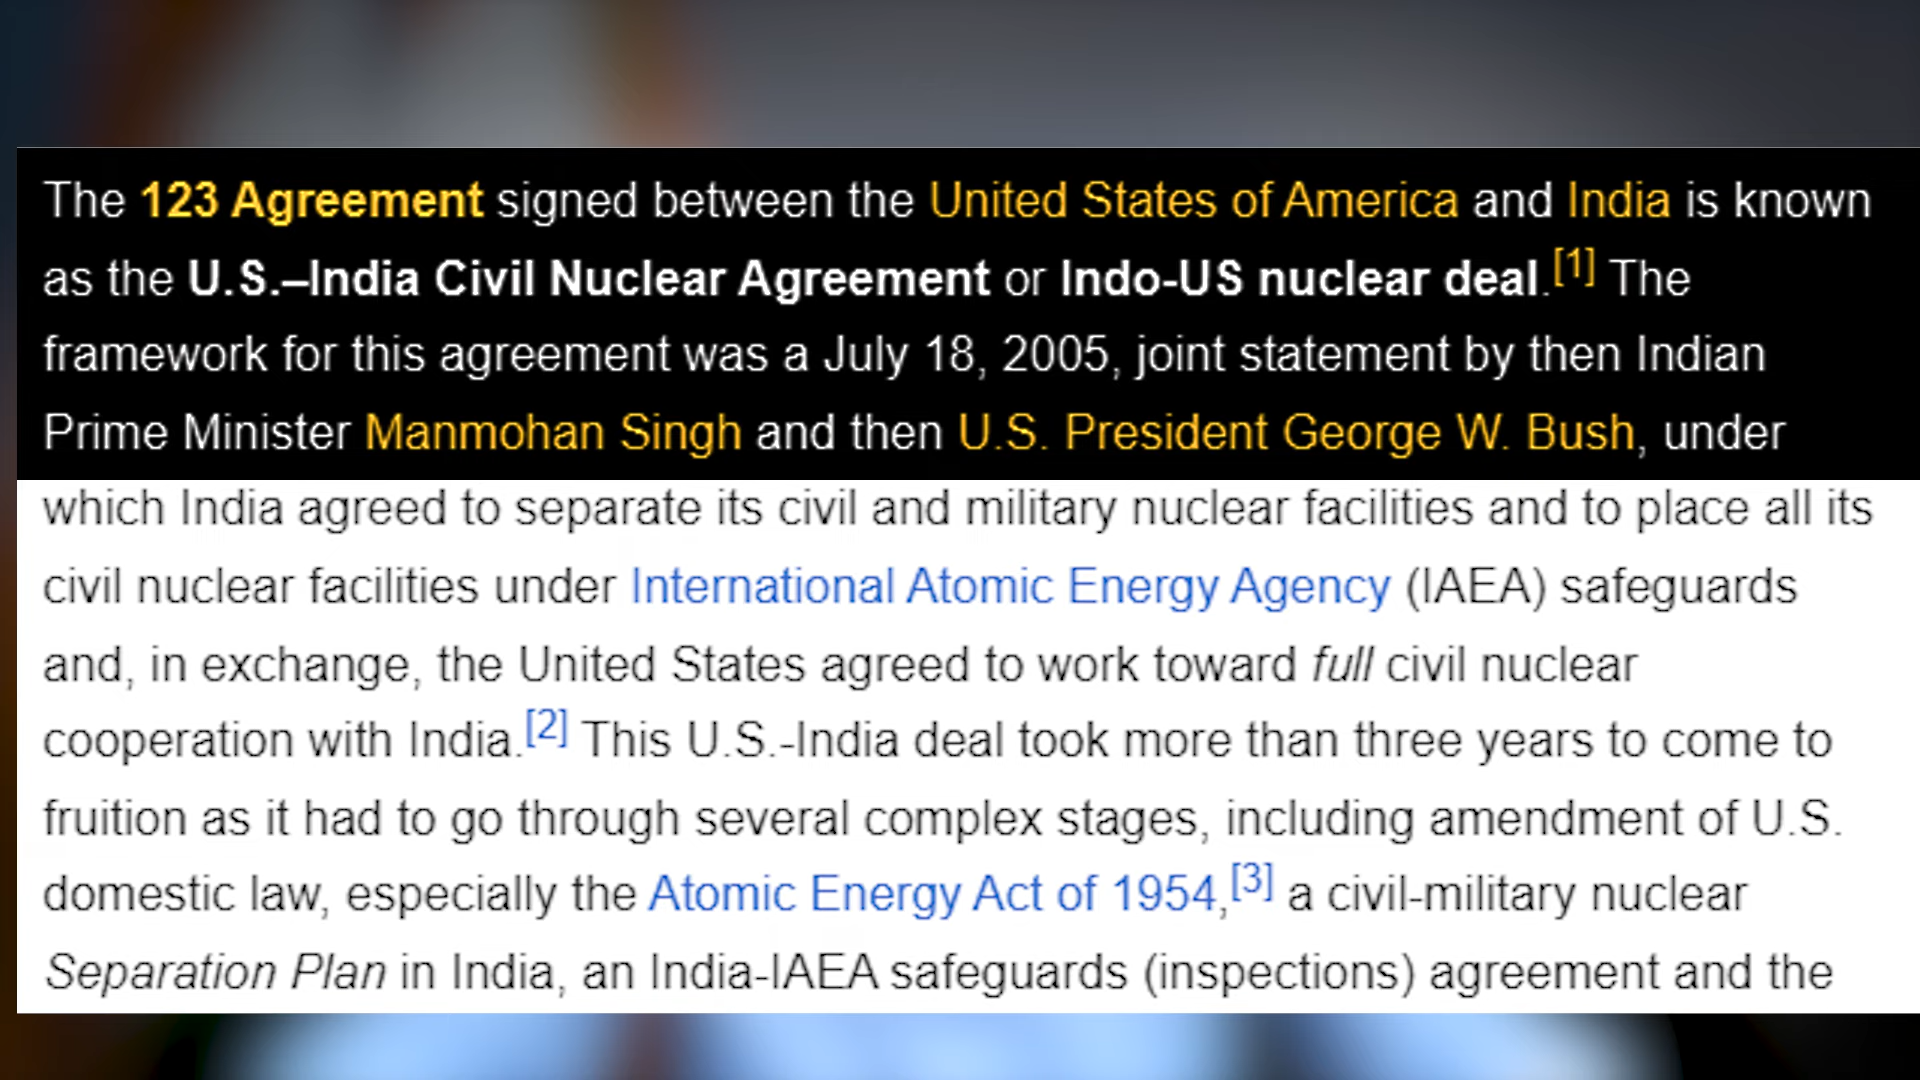 The 123 Agreement signed between the United States of America and India is known
as the U.S.–India Civil Nuclear Agreement or Indo-US nuclear deal.[1] The
framework for this agreement was a July 18, 2005, joint statement by then Indian
Prime Minister Manmohan Singh and then U.S. President George W. Bush, under
which India agreed to separate its civil and military nuclear facilities and to place all its
civil nuclear facilities under International Atomic Energy Agency (IAEA) safeguards
and, in exchange, the United States agreed to work toward full civil nuclear
cooperation with India.[2] This U.S.-India deal took more than three years to come to
fruition as it had to go through several complex stages, including amendment of U.S.
domestic law, especially the Atomic Energy Act of 1954,[3] a civil-military nuclear
Separation Plan in India, an India-IAEA safeguards (inspections) agreement and the